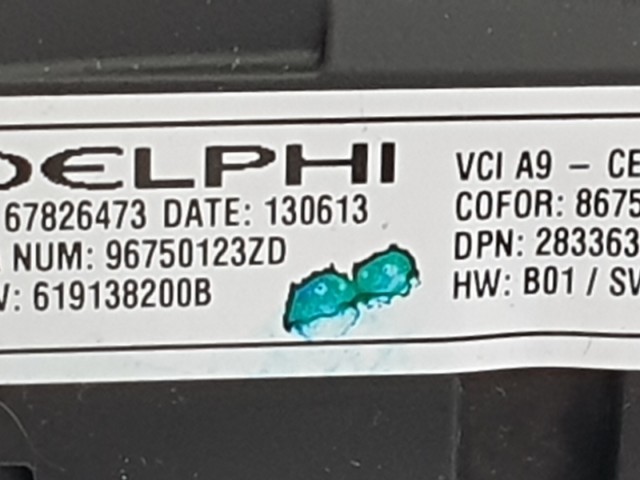 DELPHI
67826473 DATE: 130613
NUM: 96750123ZD
V: 619138200B
VCI A9 – CE
COFOR: 8675
DPN: 283363
HW: B01 / SV